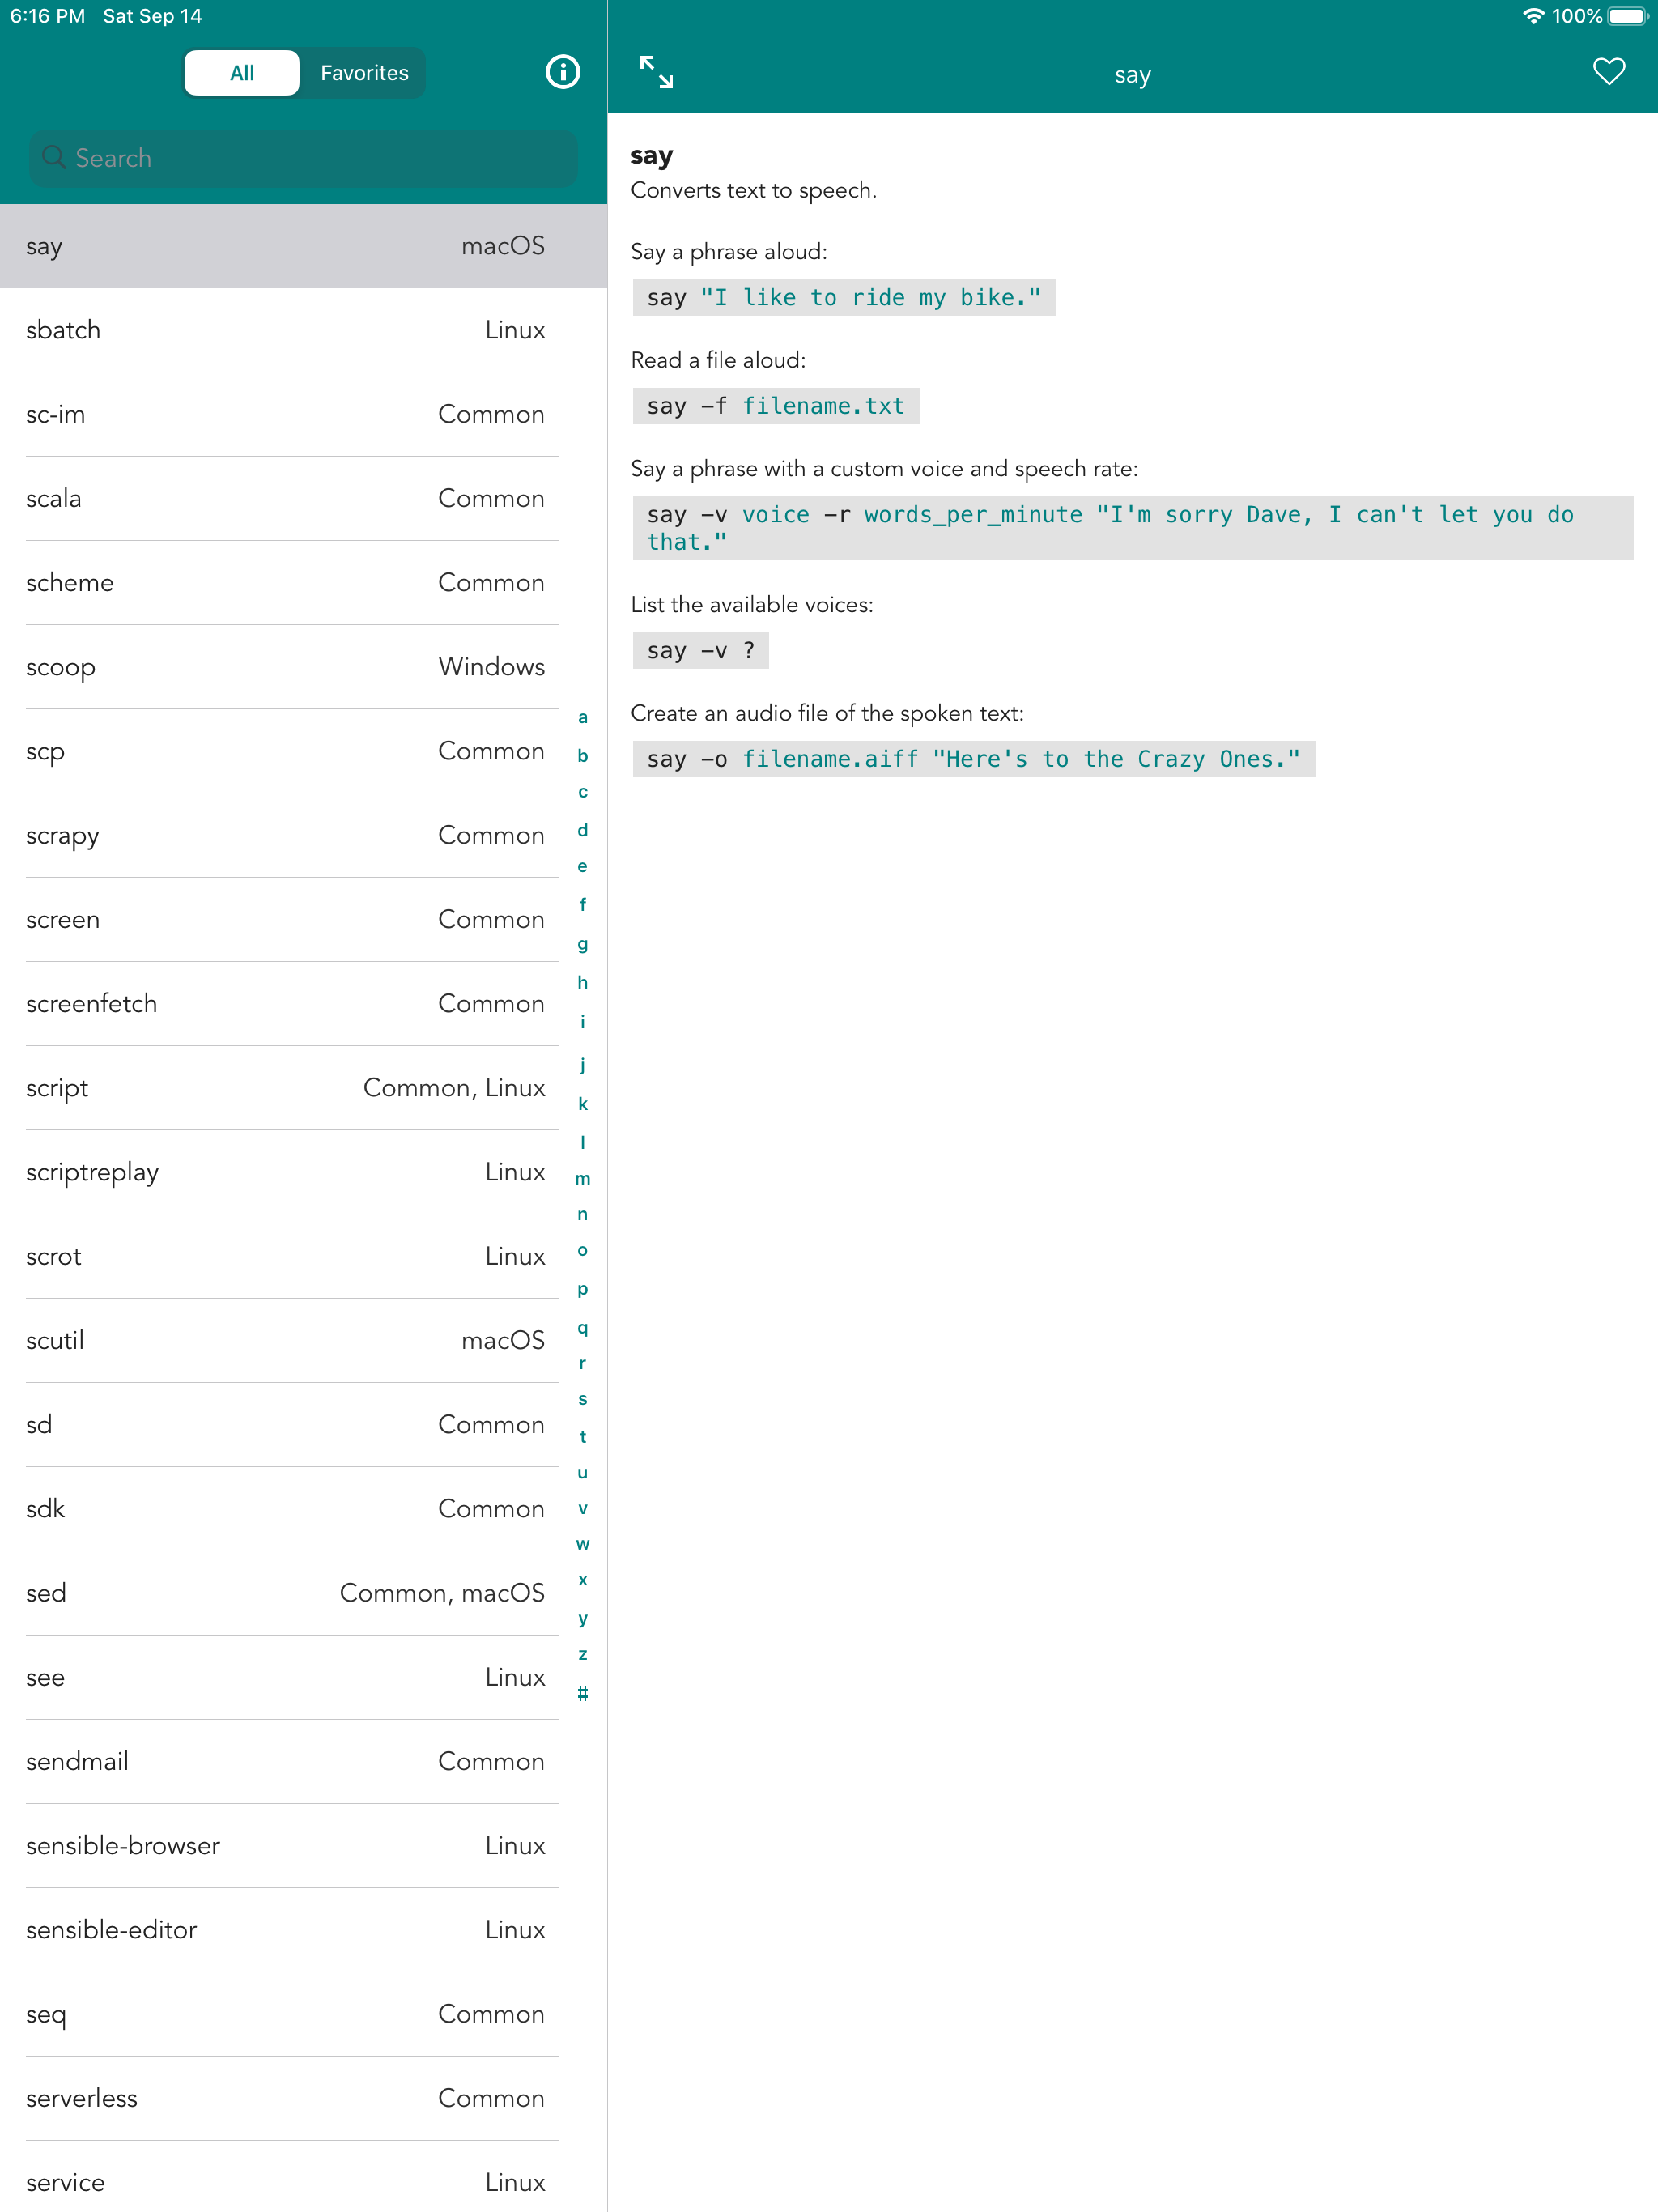 6:16 PM Sat Sep 14
100%
All
Favorites
Search
say macOS
sbatch Linux
sc-im Common
scala Common
scheme Common
scoop Windows
scp Common
scrapy Common
screen Common
screenfetch Common
script Common, Linux
scriptreplay Linux
scrot Linux
scutil macOS
sd Common
sdk Common
sed Common, macOS
see Linux
sendmail Common
sensible-browser Linux
sensible-editor Linux
seq Common
serverless Common
service Linux
a
b
c
d
e
f
g
h
i
j
k
l
m
n
o
p
q
r
s
t
u
v
w
x
y
z
#
say
say
Converts text to speech.
Say a phrase aloud:
say "I like to ride my bike."
Read a file aloud:
say -f filename.txt
Say a phrase with a custom voice and speech rate:
say -v voice -r words_per_minute "I'm sorry Dave, I can't let you do
that."
List the available voices:
say -v ?
Create an audio file of the spoken text:
say -o filename.aiff "Here's to the Crazy Ones."